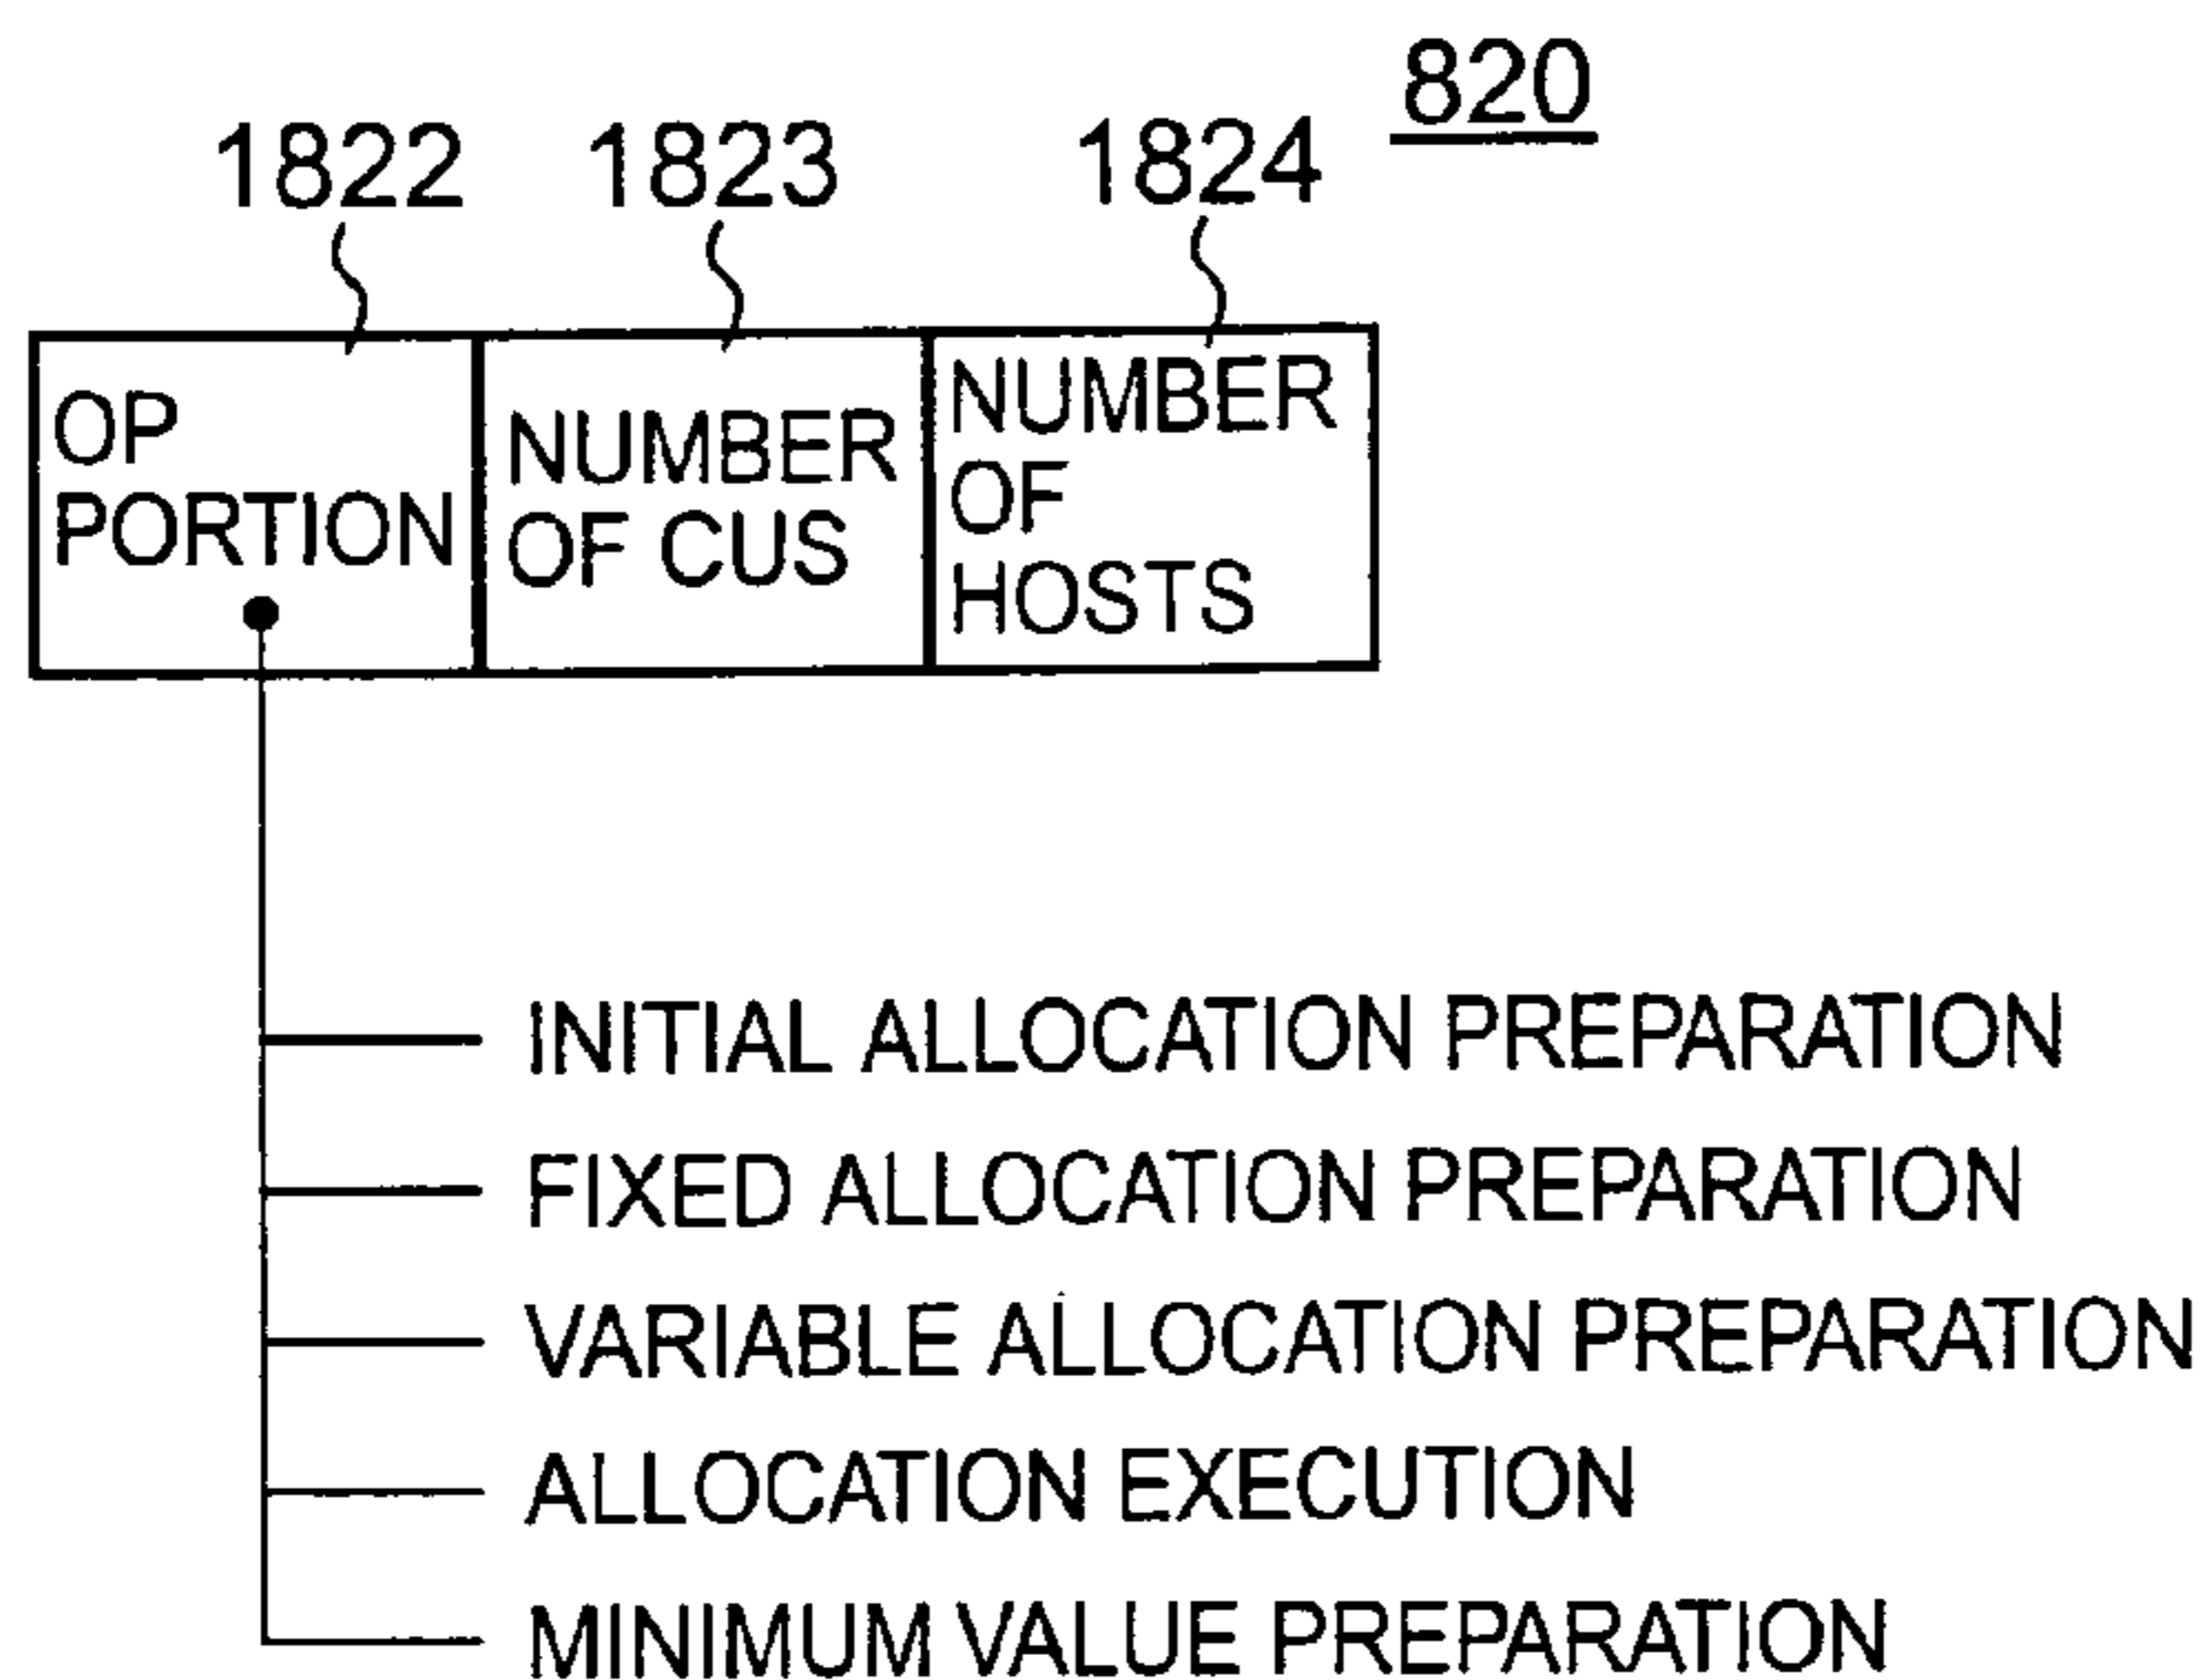 820
1822 1823 1824
OP
PORTION
NUMBER
OF CUS
NUMBER
OF
HOSTS
INITIAL ALLOCATION PREPARATION
FIXED ALLOCATION PREPARATION
VARIABLE ALLOCATION PREPARATION
ALLOCATION EXECUTION
MINIMUM VALUE PREPARATION